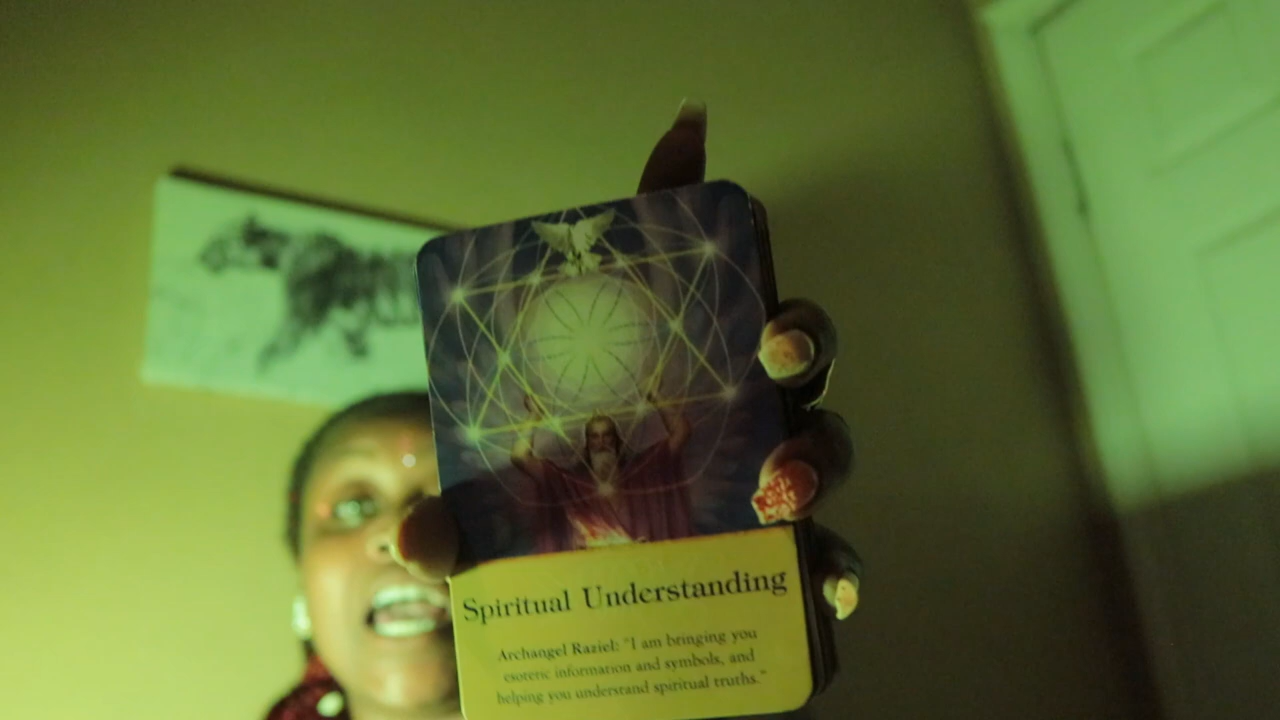 Spiritual Understanding
Archangel Raziel: "I am bringing you
esoteric information and symbols, and
helping you understand spiritual truths."